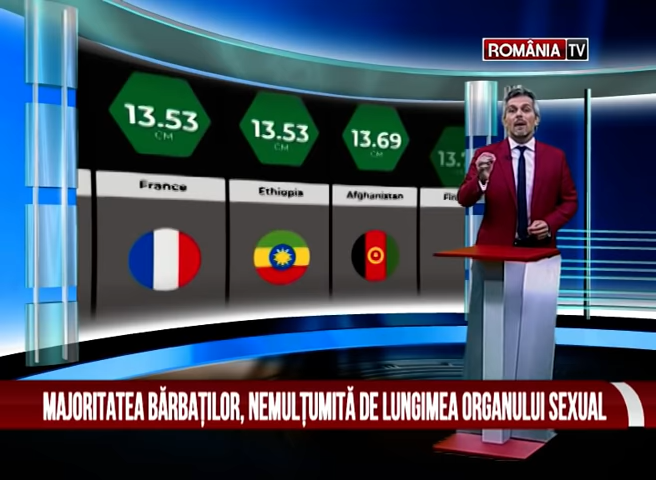 ROMÂNIA TV
13.53
CM
13.53
CM
13.69
CM
France
Ethiopia
Afghanistan
MAJORITATEA BĂRBAȚILOR, NEMULȚUMITĂ DE LUNGIMEA ORGANULUI SEXUAL